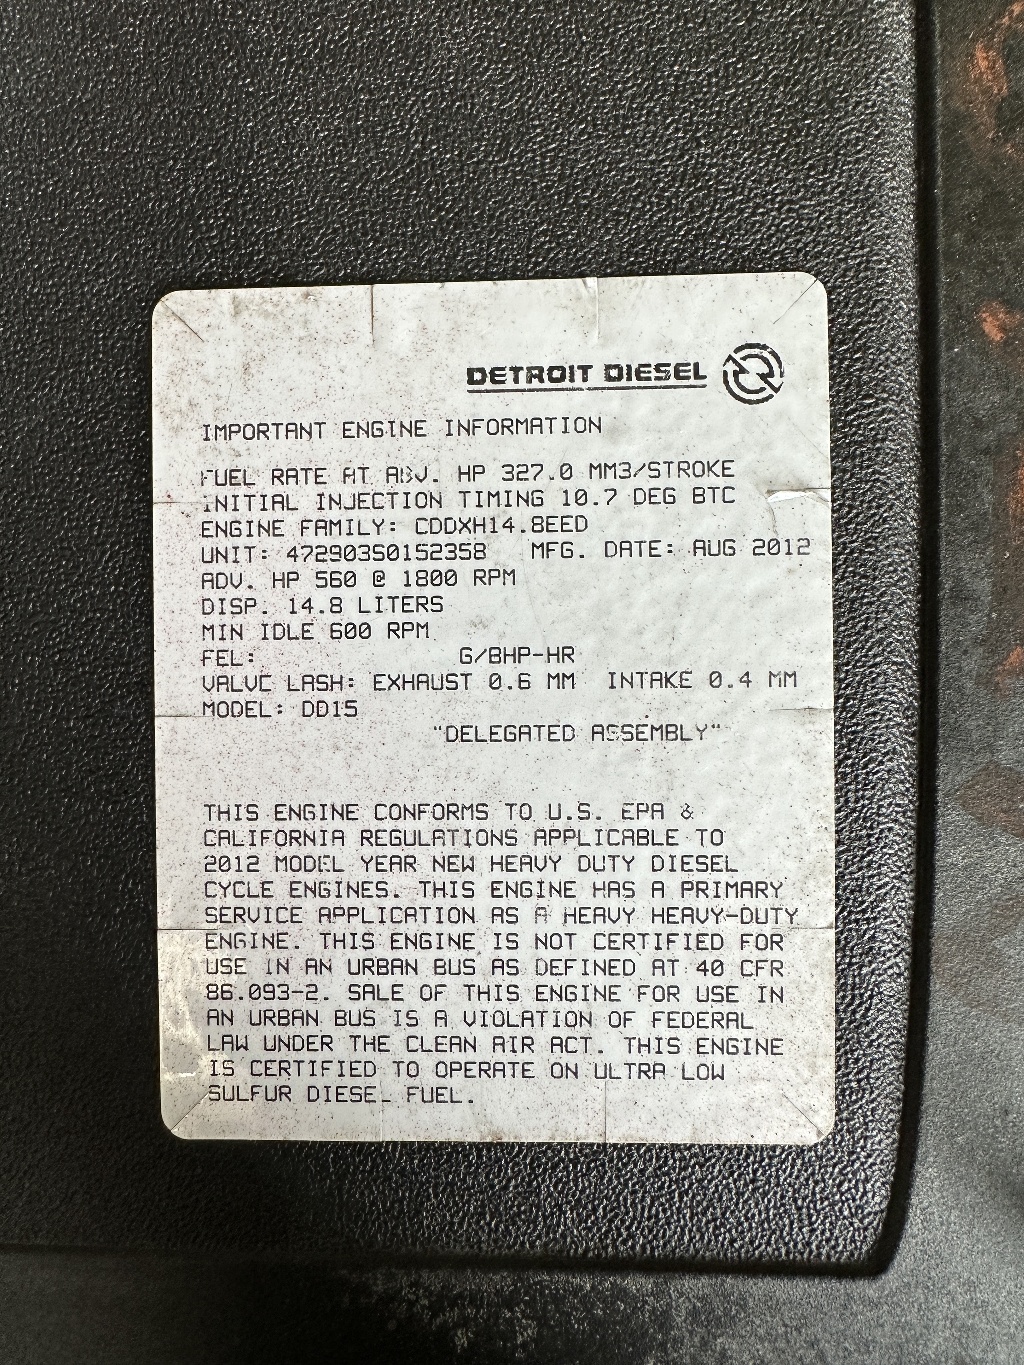 DETROIT DIESEL
IMPORTANT ENGINE INFORMATION
FUEL RATE AT ADV. HP 327.0 MM3/STROKE
INITIAL INJECTION TIMING 10.7 DEG BTC
ENGINE FAMILY: CDDXH14.8EED
UNIT: 472903S0152358 MFG. DATE: AUG 2012
ADV. HP 560 @ 1800 RPM
DISP. 14.8 LITERS
MIN IDLE 600 RPM
FEL: G/BHP-HR
VALVE LASH: EXHAUST 0.6 MM INTAKE 0.4 MM
MODEL: DD15
"DELEGATED ASSEMBLY"
THIS ENGINE CONFORMS TO U.S. EPA &
CALIFORNIA REGULATIONS APPLICABLE TO
2012 MODEL YEAR NEW HEAVY DUTY DIESEL
CYCLE ENGINES. THIS ENGINE HAS A PRIMARY
SERVICE APPLICATION AS A HEAVY HEAVY-DUTY
ENGINE. THIS ENGINE IS NOT CERTIFIED FOR
USE IN AN URBAN BUS AS DEFINED AT 40 CFR
86.093-2. SALE OF THIS ENGINE FOR USE IN
AN URBAN BUS IS A VIOLATION OF FEDERAL
LAW UNDER THE CLEAN AIR ACT. THIS ENGINE
IS CERTIFIED TO OPERATE ON ULTRA LOW
SULFUR DIESEL FUEL.